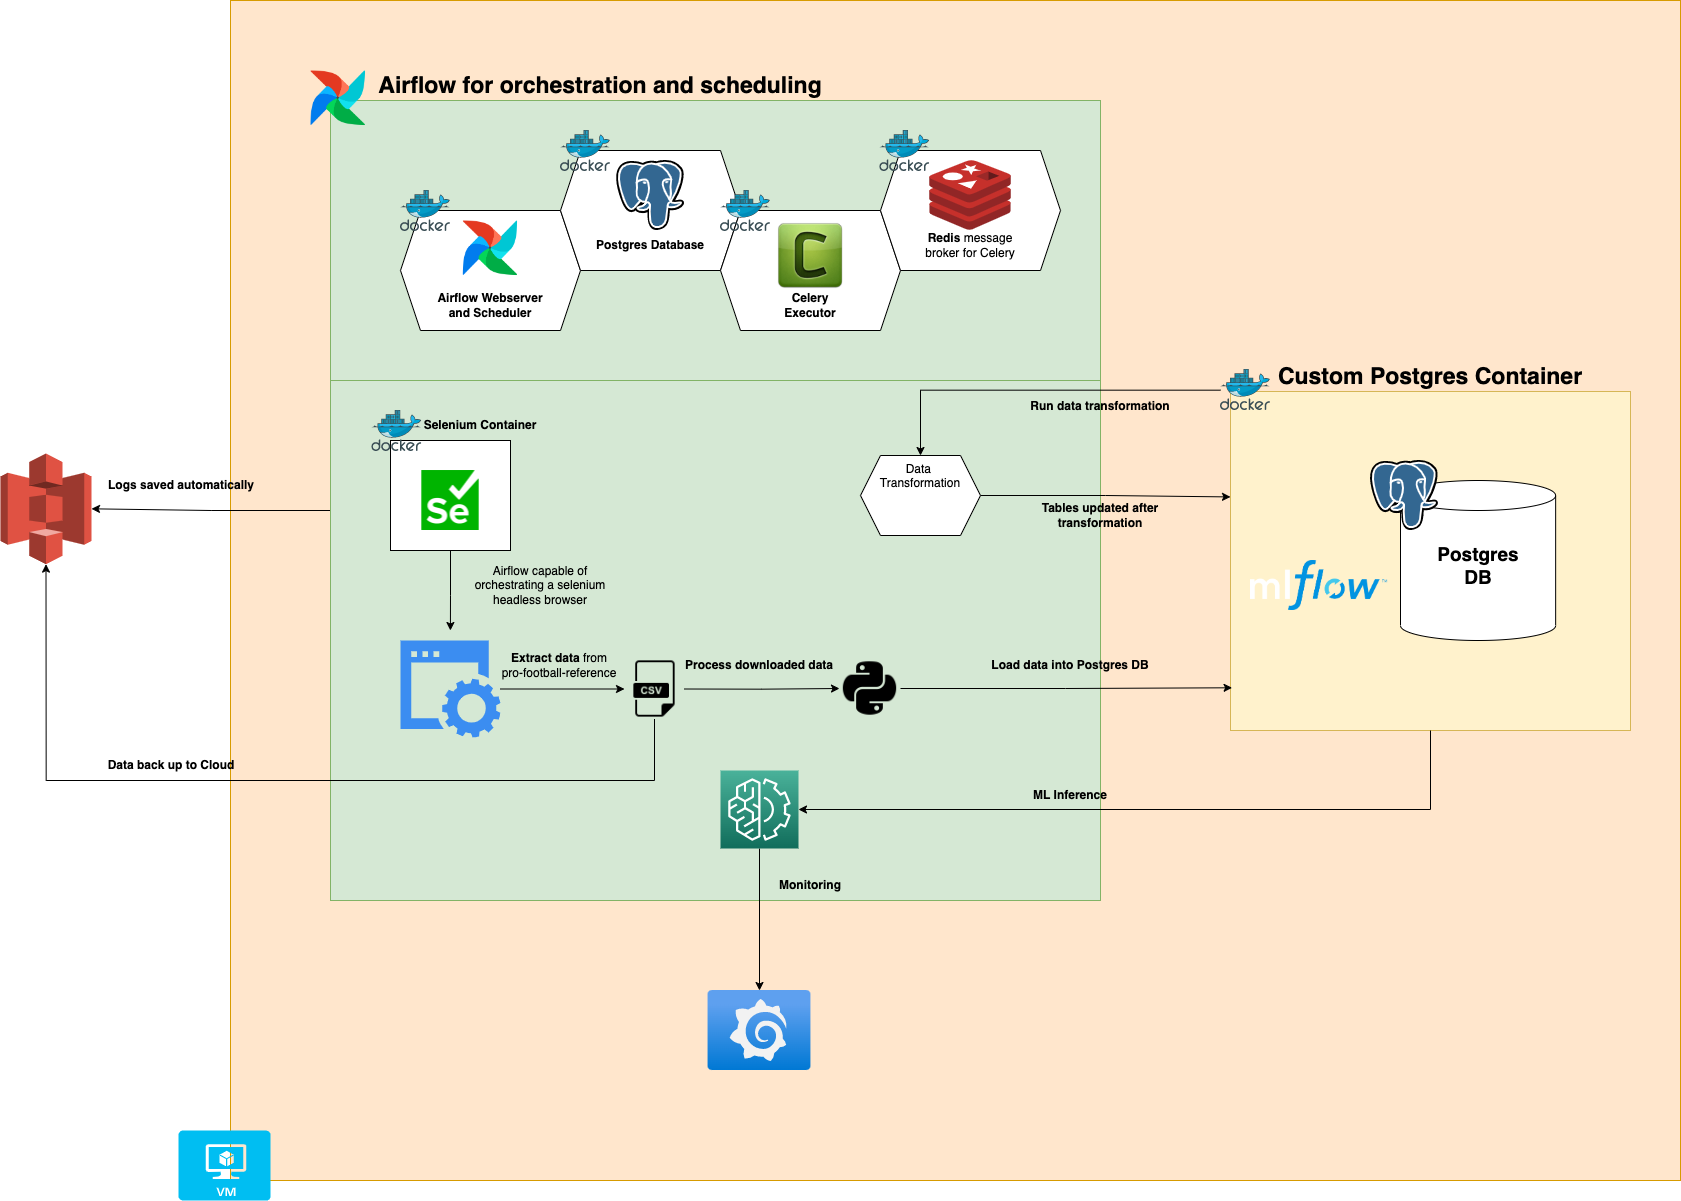 Airflow for orchestration and scheduling
docker
docker
docker
docker
Postgres Database
Redis message
broker for Celery
C
Airflow Webserver
and Scheduler
Celery
Executor
Custom Postgres Container
docker
Run data transformation
docker
Selenium Container
Se
Data
Transformation
Tables updated after
transformation
Logs saved automatically
Postgres
DB
mlflow™
Airflow capable of
orchestrating a selenium
headless browser
Extract data from
pro-football-reference
CSV
Process downloaded data
Load data into Postgres DB
Data back up to Cloud
ML Inference
Monitoring
VM